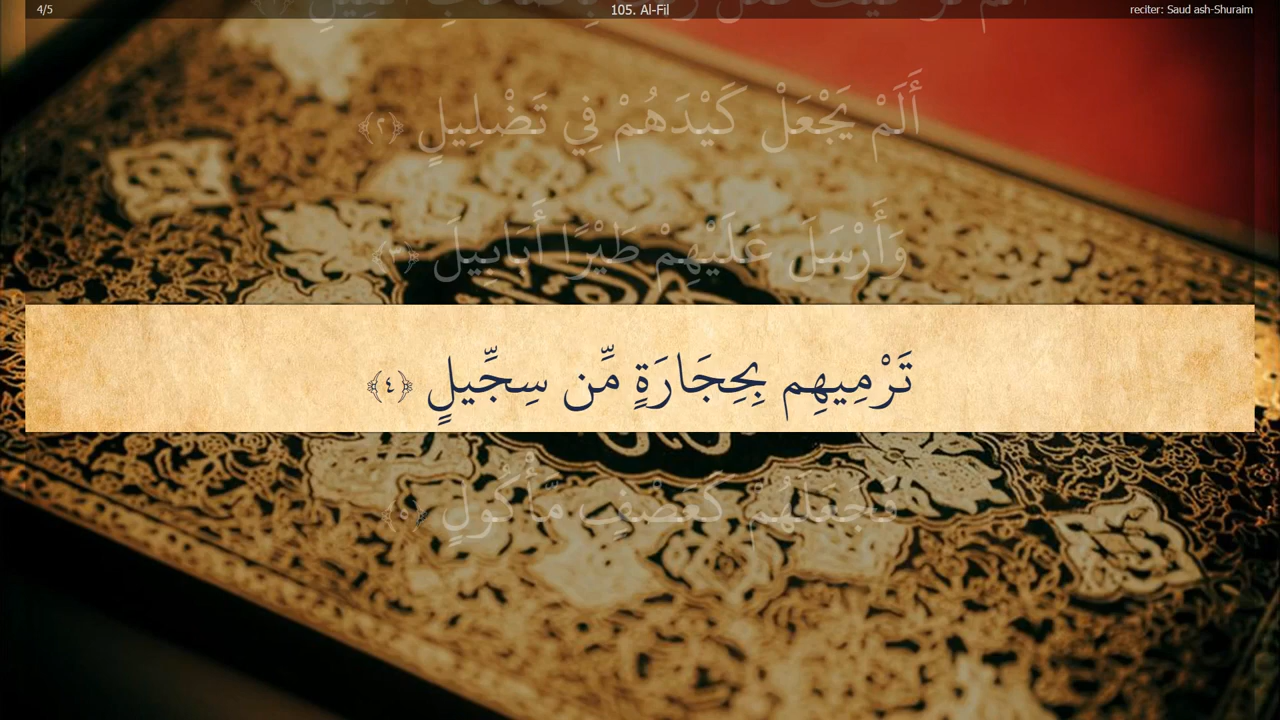 4/5
105. Al-Fil
reciter: Saud ash-Shuraim
أَلَمْ يَجْعَلْ كَيْدَهُمْ فِي تَضْلِيلٍ ﴿٢﴾
وَأَرْسَلَ عَلَيْهِمْ طَيْرًا أَبَابِيلَ ﴿٣﴾
تَرْمِيهِم بِحِجَارَةٍ مِّن سِجِّيلٍ ﴿٤﴾
فَجَعَلَهُمْ كَعَصْفٍ مَّأْكُولٍ ﴿٥﴾